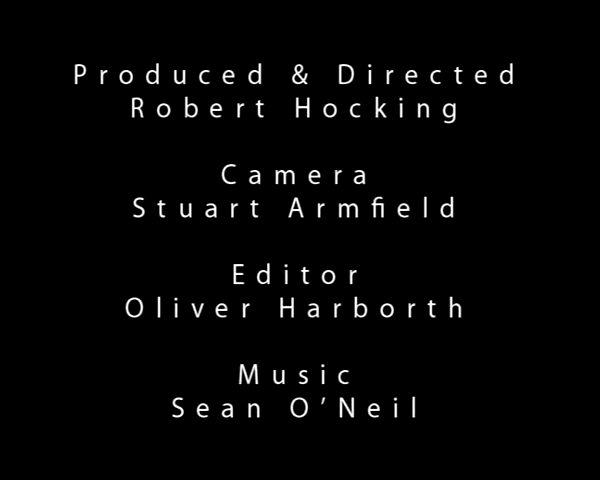 Produced & Directed
Robert Hocking
Camera
Stuart Armfield
Editor
Oliver Harborth
Music
Sean O’Neil